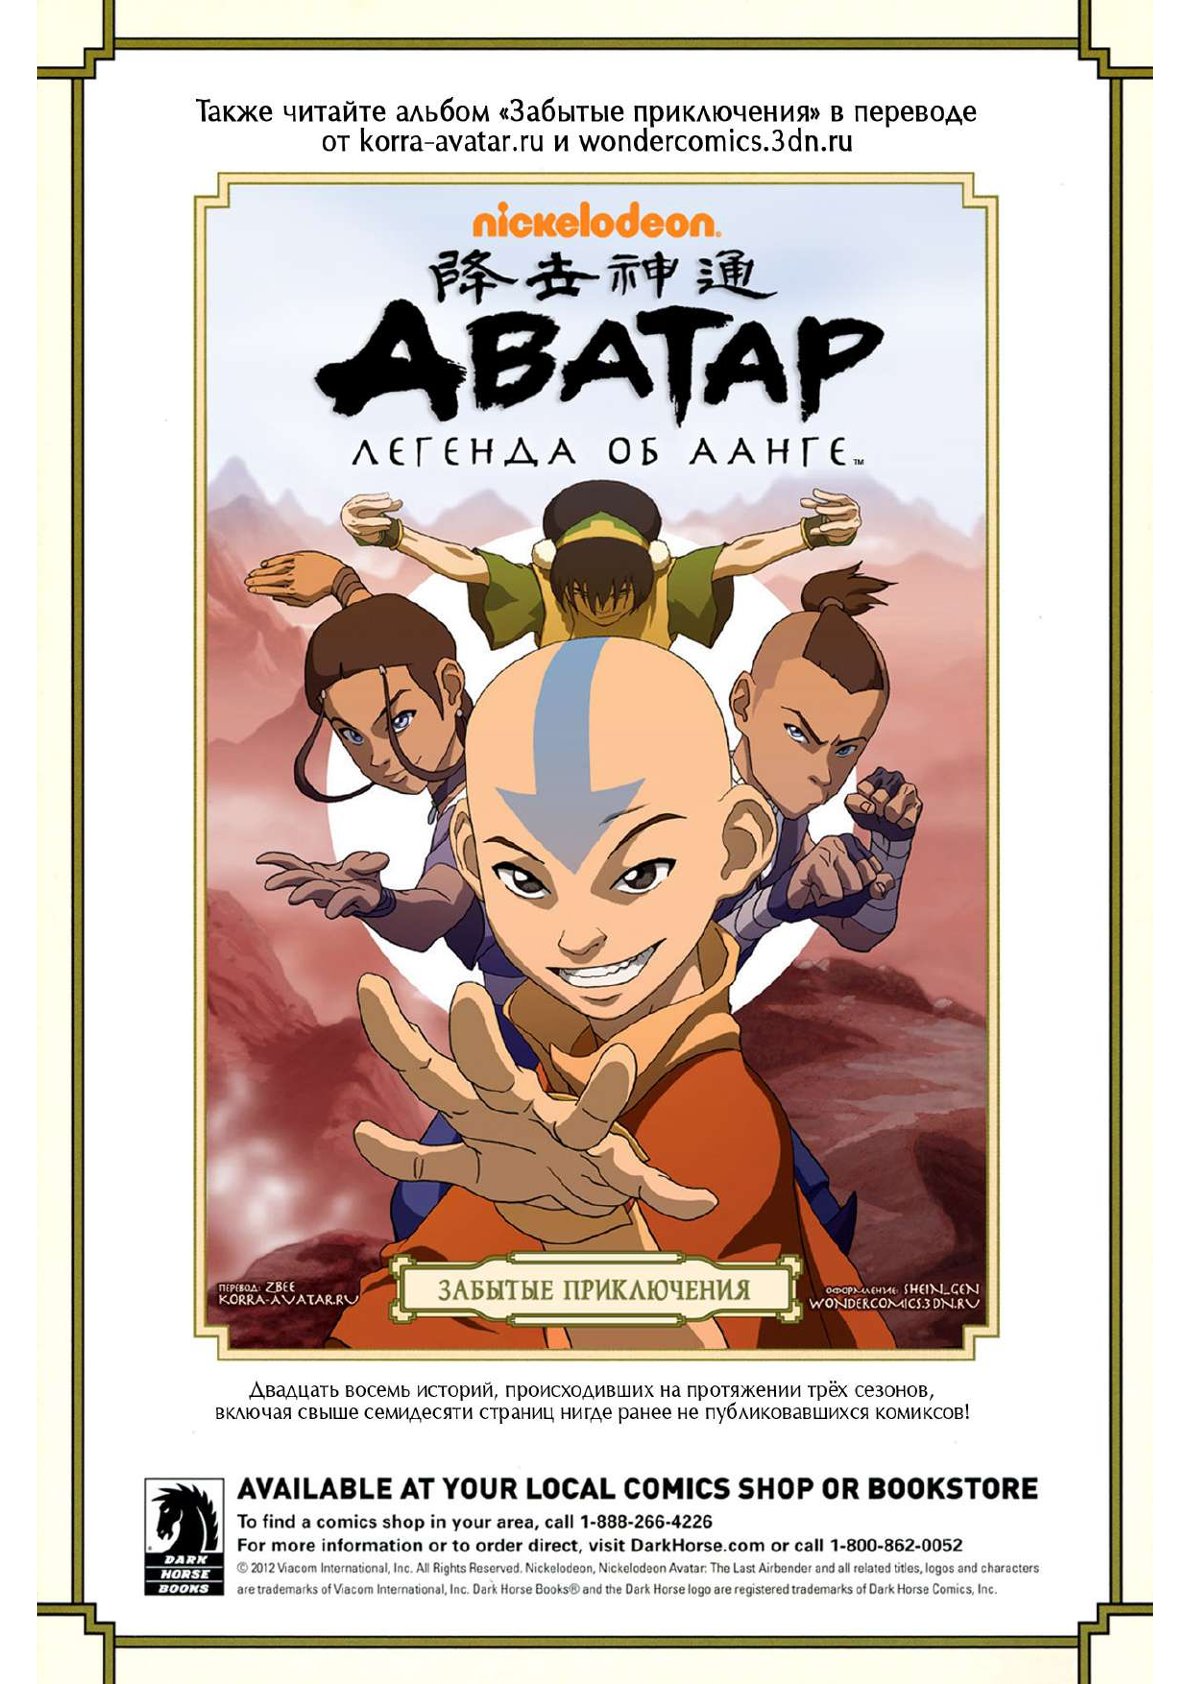 Также читайте альбом «Забытые приключения» в переводе
от korra-avatar.ru и wondercomics.3dn.ru
nickelodeon®
降世神通
АВАТАР
ЛЕГЕНДА ОБ ААНГЕ™
ПЕРЕВОД: ZBEE
KORRA-AVATAR.RU
ЗАБЫТЫЕ ПРИКЛЮЧЕНИЯ
ОФОРМЛЕНИЕ: SHEIN_GEN
WONDERCOMICS.3DN.RU
Двадцать восемь историй, происходивших на протяжении трёх сезонов,
включая свыше семидесяти страниц нигде ранее не публиковавшихся комиксов!
DARK
HORSE
BOOKS
AVAILABLE AT YOUR LOCAL COMICS SHOP OR BOOKSTORE
To find a comics shop in your area, call 1-888-266-4226
For more information or to order direct, visit DarkHorse.com or call 1-800-862-0052
© 2012 Viacom International, Inc. All Rights Reserved. Nickelodeon, Nickelodeon Avatar: The Last Airbender and all related titles, logos and characters
are trademarks of Viacom International, Inc. Dark Horse Books® and the Dark Horse logo are registered trademarks of Dark Horse Comics, Inc.